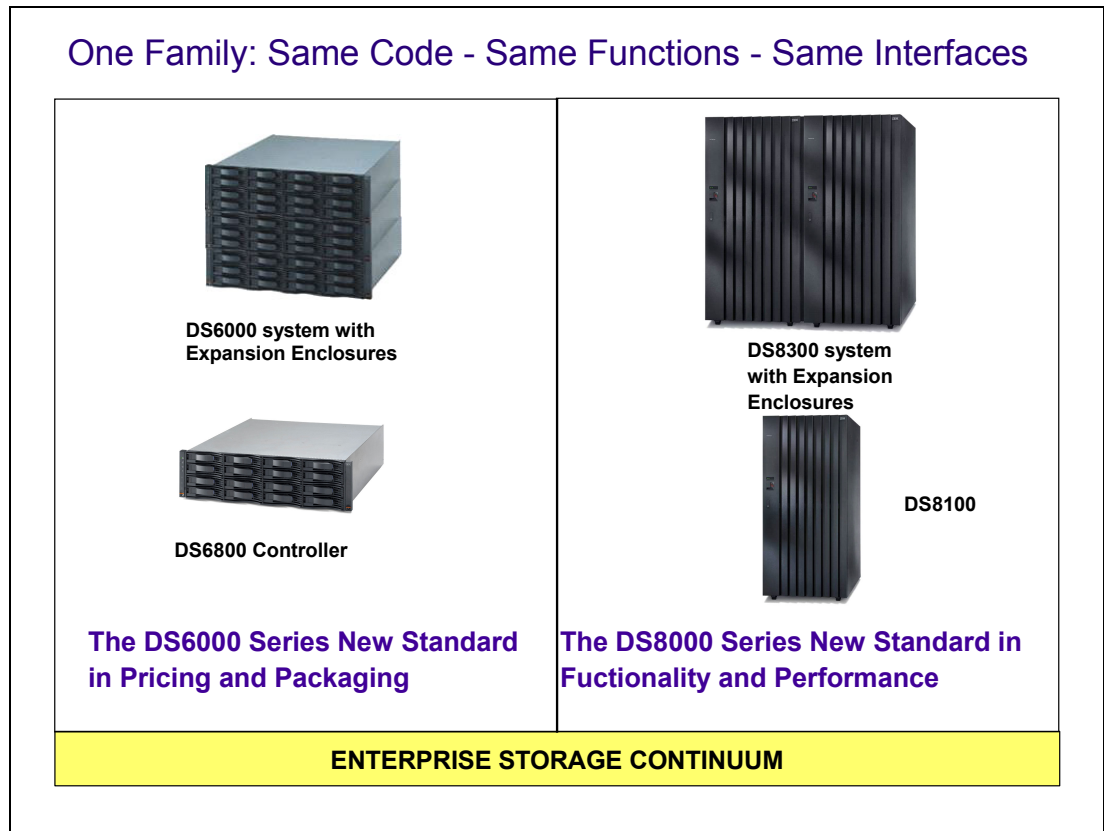 One Family: Same Code - Same Functions - Same Interfaces
DS6000 system with
Expansion Enclosures
DS6800 Controller
The DS6000 Series New Standard
in Pricing and Packaging
DS8300 system
with Expansion
Enclosures
DS8100
The DS8000 Series New Standard in
Fuctionality and Performance
ENTERPRISE STORAGE CONTINUUM